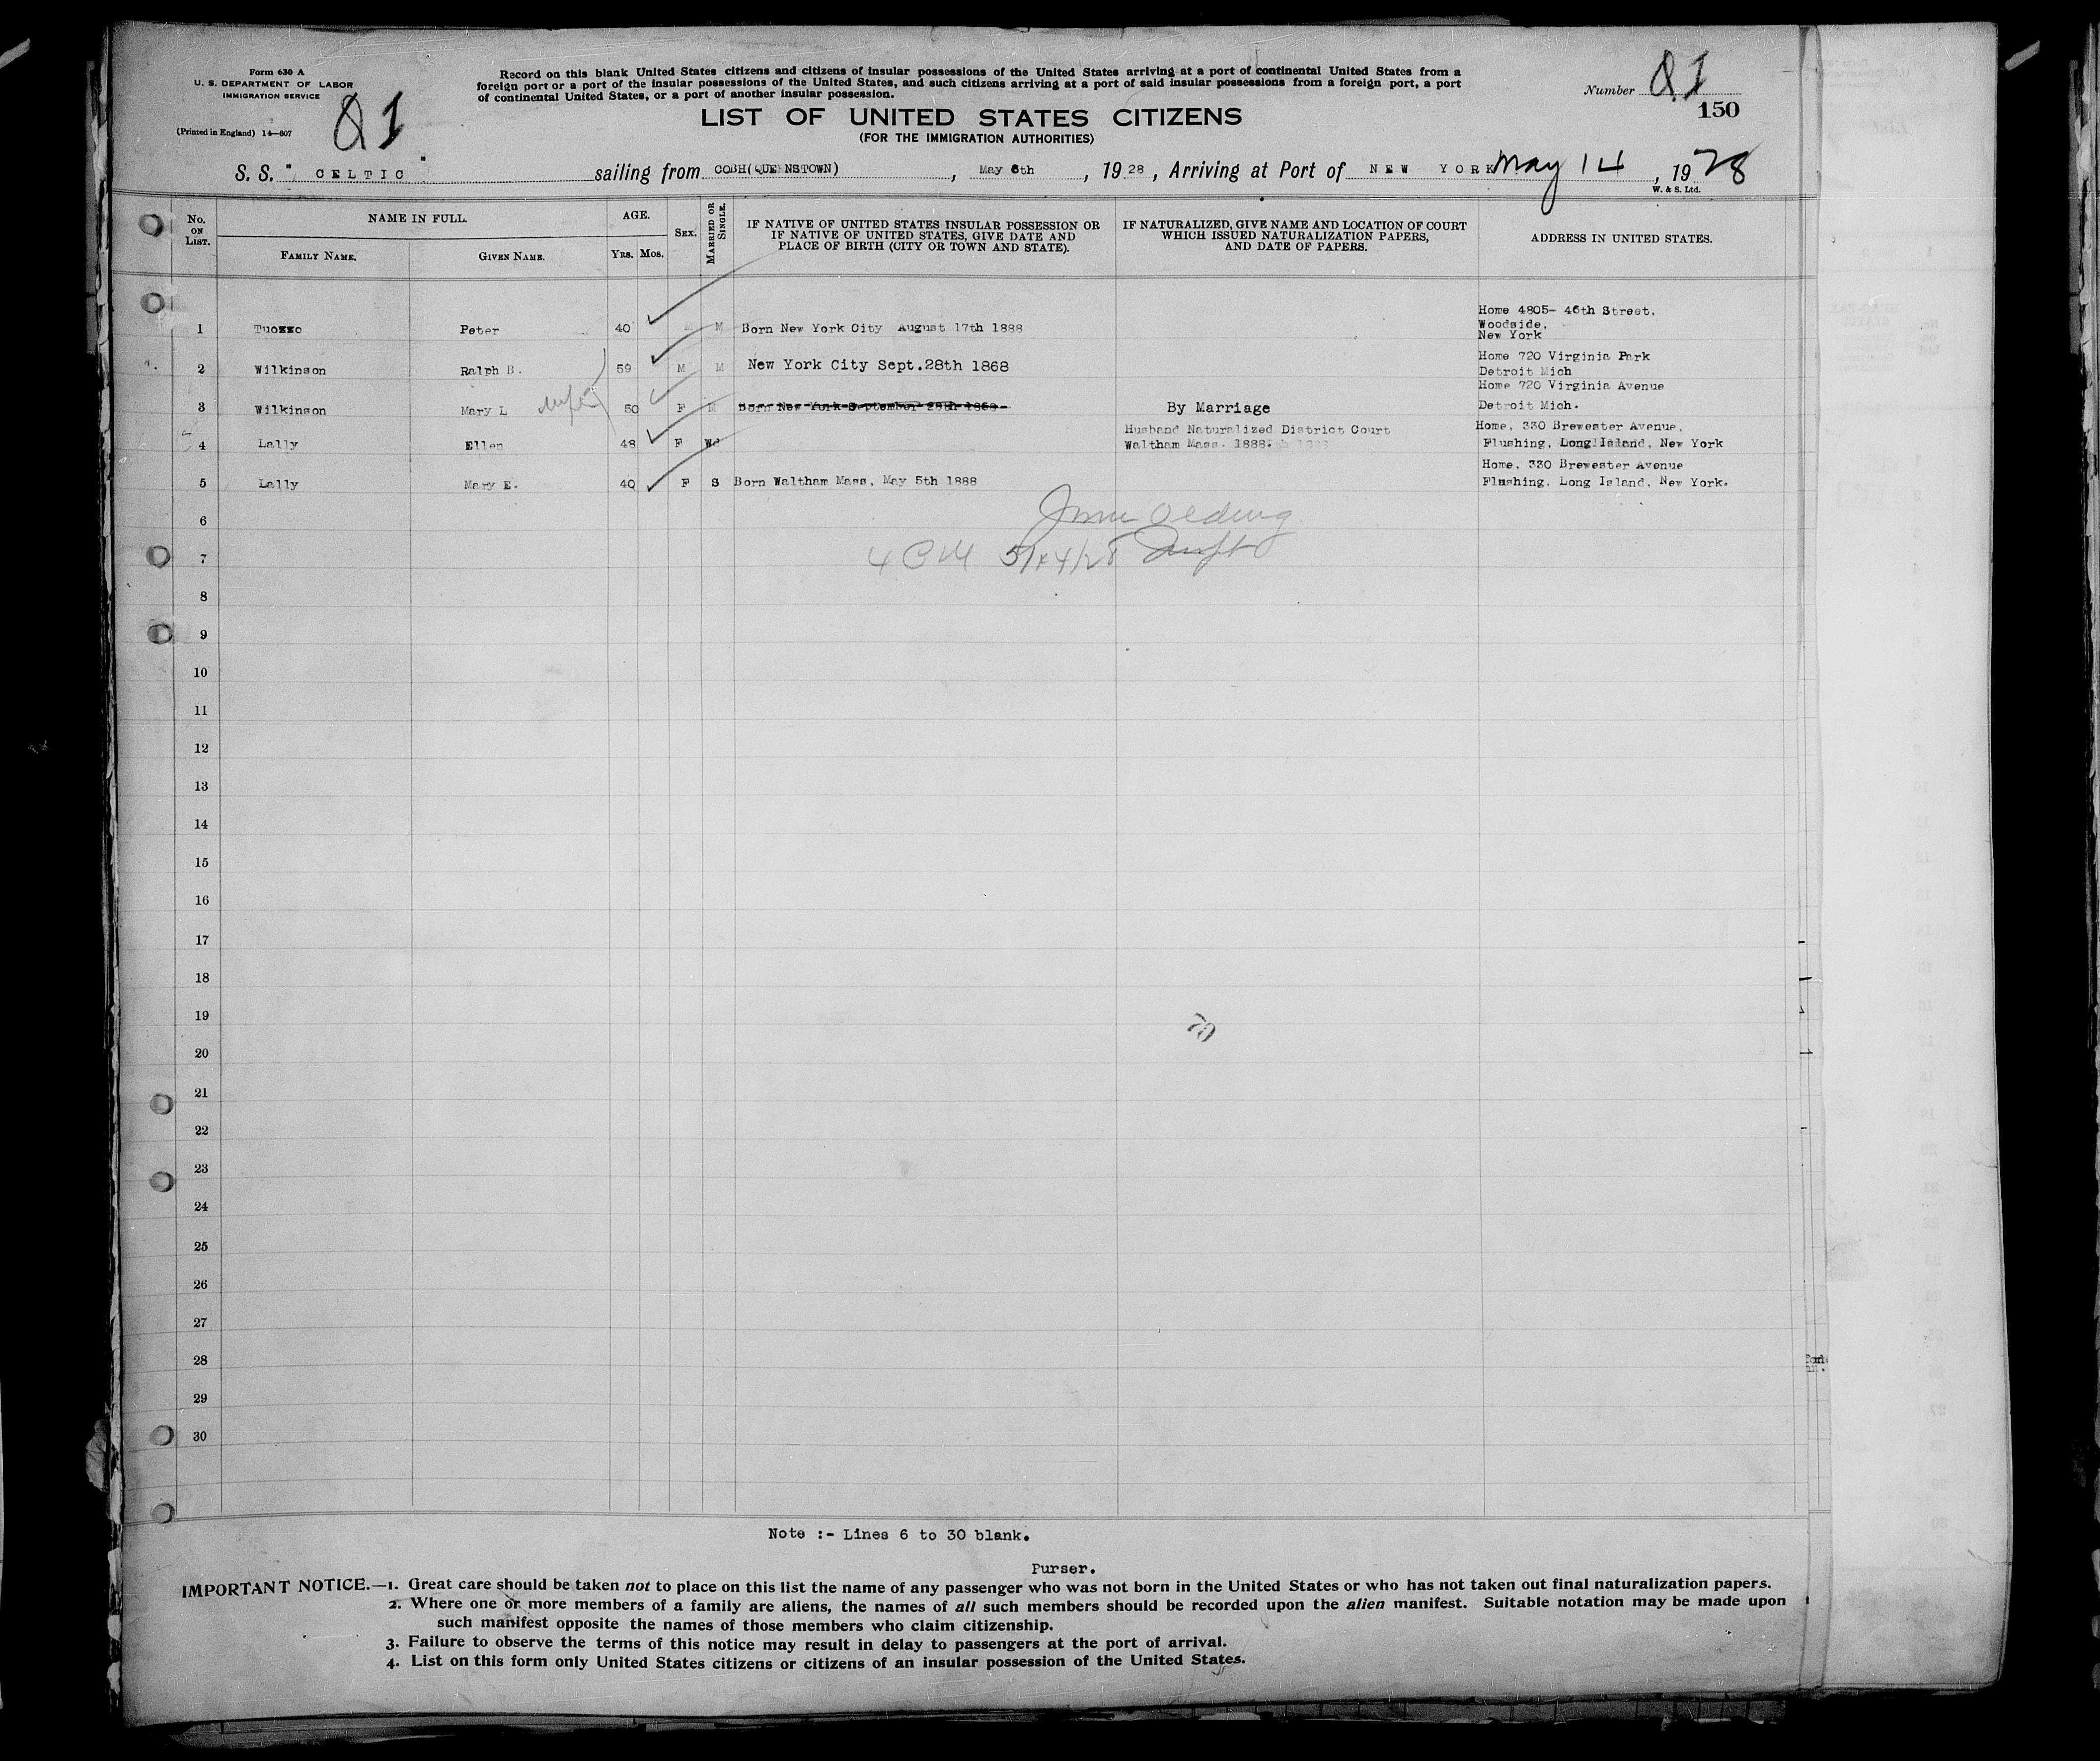 Form 630 A
U. S. DEPARTMENT OF LABOR
IMMIGRATION SERVICE
(Printed in England) 14—607
81
Record on this blank United States citizens and citizens of insular possessions of the United States arriving at a port of continental United States from a
foreign port or a port of the insular possessions of the United States, and such citizens arriving at a port of said insular possessions from a foreign port, a port
of continental United States, or a port of another insular possession.
Number 81
150
LIST OF UNITED STATES CITIZENS
(FOR THE IMMIGRATION AUTHORITIES)
S. S. " CELTIC " sailing from COBH(QUE NSTOWN), May 6th, 19 28, Arriving at Port of NEW YORK May 14, 19 28
W. & S. Ltd.
No. ON LIST. NAME IN FULL. AGE. SEX. MARRIED OR SINGLE. IF NATIVE OF UNITED STATES INSULAR POSSESSION OR IF NATIVE OF UNITED STATES, GIVE DATE AND PLACE OF BIRTH (CITY OR TOWN AND STATE). IF NATURALIZED, GIVE NAME AND LOCATION OF COURT WHICH ISSUED NATURALIZATION PAPERS, AND DATE OF PAPERS. ADDRESS IN UNITED STATES.
FAMILY NAME. GIVEN NAME. YRS. MOS.
Home 4805- 46th Street,
Woodside,
1 Tuozzo Peter 40 M M Born New York City August 17th 1888 New York
Home 720 Virginia Park
2 Wilkinson Ralph B. 59 M M New York City Sept.28th 1868 Detroit Mich
Home 720 Virginia Avenue
3 Wilkinson Mary L 50 F M Born New York September 28th 1868 By Marriage Detroit Mich.
Husband Naturalized District Court Home, 330 Brewester Avenue,
4 Lally Ellen 48 F Wd Waltham Mass. 1888. Flushing, Long Island, New York
Home, 330 Brewester Avenue
5 Lally Mary E. 40 F S Born Waltham Mass, May 5th 1888 Flushing, Long Island, New York.
6
7
8
9
10
11
12
13
14
15
16
17
18
19
70
20
21
22
23
24
25
26
27
28
29
30
Note :- Lines 6 to 30 blank.
Purser.
IMPORTANT NOTICE.—1. Great care should be taken not to place on this list the name of any passenger who was not born in the United States or who has not taken out final naturalization papers.
2. Where one or more members of a family are aliens, the names of all such members should be recorded upon the alien manifest. Suitable notation may be made upon
such manifest opposite the names of those members who claim citizenship.
3. Failure to observe the terms of this notice may result in delay to passengers at the port of arrival.
4. List on this form only United States citizens or citizens of an insular possession of the United States.